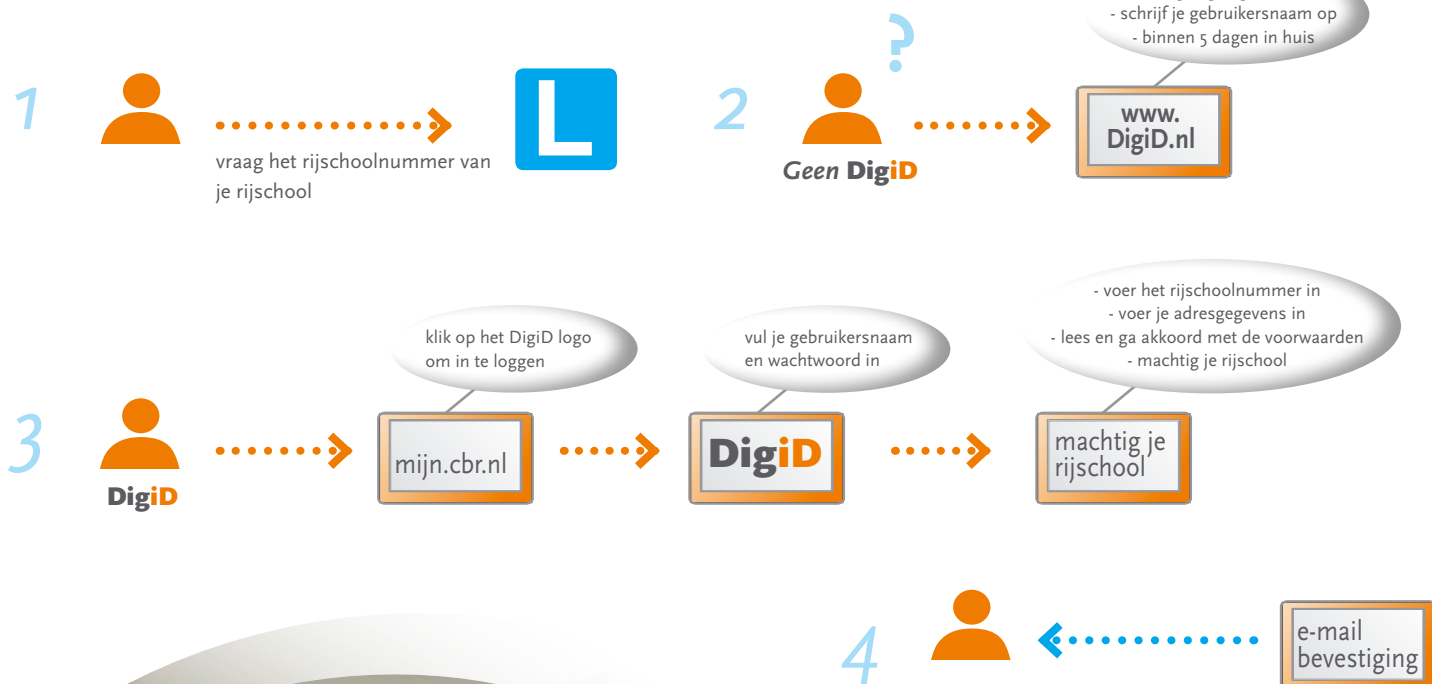 - schrijf je gebruikersnaam op
- binnen 5 dagen in huis
?
1
vraag het rijschoolnummer van
je rijschool
L
2
Geen DigiD
www.
DigiD.nl
3
DigiD
klik op het DigiD logo
om in te loggen
mijn.cbr.nl
vul je gebruikersnaam
en wachtwoord in
DigiD
- voer het rijschoolnummer in
- voer je adresgegevens in
- lees en ga akkoord met de voorwaarden
- machtig je rijschool
machtig je
rijschool
4
e-mail
bevestiging